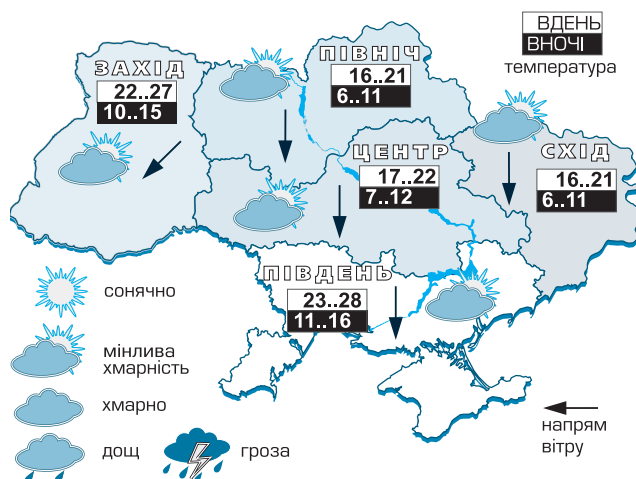 ВДЕНЬ
ВНОЧІ
температура
ЗАХІД
22..27
10..15
ПІВНІЧ
16..21
6..11
ЦЕНТР
17..22
7..12
СХІД
16..21
6..11
ПІВДЕНЬ
23..28
11..16
сонячно
мінлива
хмарність
хмарно
дощ
гроза
напрям
вітру